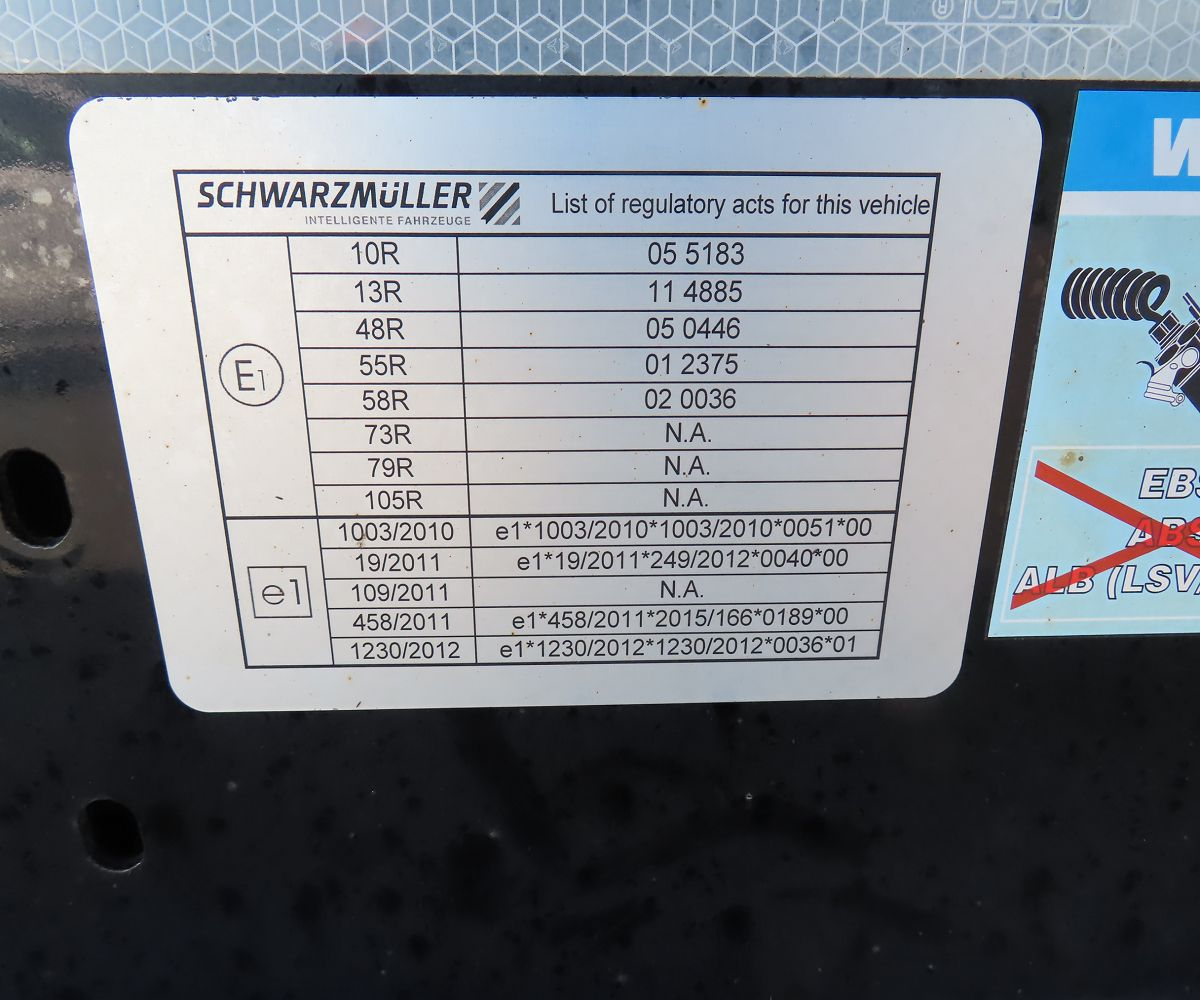 SCHWARZMÜLLER
INTELLIGENTE FAHRZEUGE
List of regulatory acts for this vehicle
E1
10R 05 5183
13R 11 4885
48R 05 0446
55R 01 2375
58R 02 0036
73R N.A.
79R N.A.
105R N.A.
e1
1003/2010 e1*1003/2010*1003/2010*0051*00
19/2011 e1*19/2011*249/2012*0040*00
109/2011 N.A.
458/2011 e1*458/2011*2015/166*0189*00
1230/2012 e1*1230/2012*1230/2012*0036*01
EBS
ABS
ALB (LSV